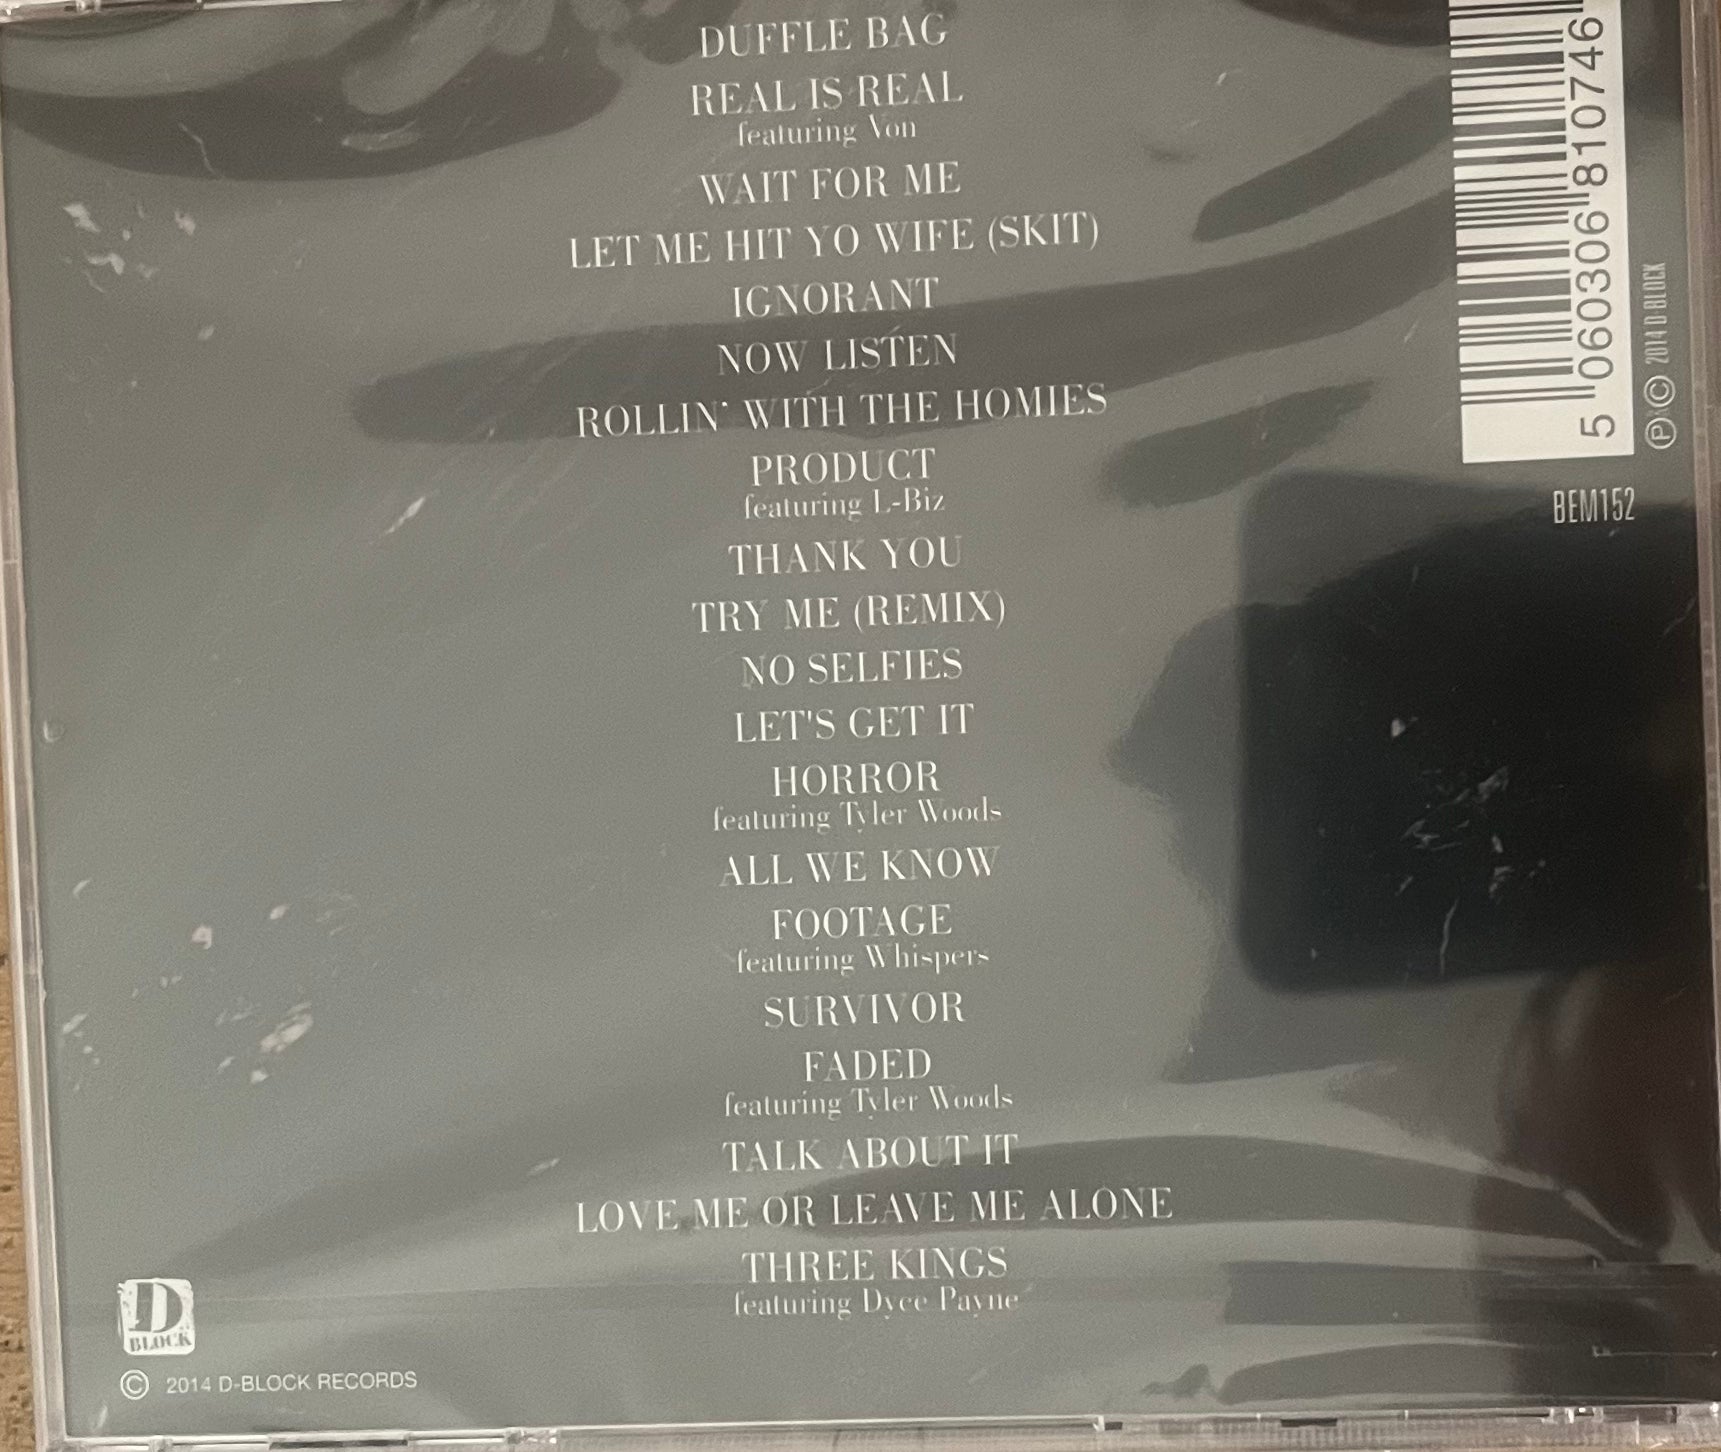 DUFFLE BAG
REAL IS REAL
featuring Von
WAIT FOR ME
LET ME HIT YO WIFE (SKIT)
IGNORANT
NOW LISTEN
ROLLIN' WITH THE HOMIES
PRODUCT
featuring L-Biz
THANK YOU
TRY ME (REMIX)
NO SELFIES
LET'S GET IT
HORROR
featuring Tyler Woods
ALL WE KNOW
FOOTAGE
featuring Whispers
SURVIVOR
FADED
featuring Tyler Woods
TALK ABOUT IT
LOVE ME OR LEAVE ME ALONE
THREE KINGS
featuring Dyce Payne
5 060306 810746
Ⓟ&© 2014 D-BLOCK
BEM152
D
BLOCK
© 2014 D-BLOCK RECORDS